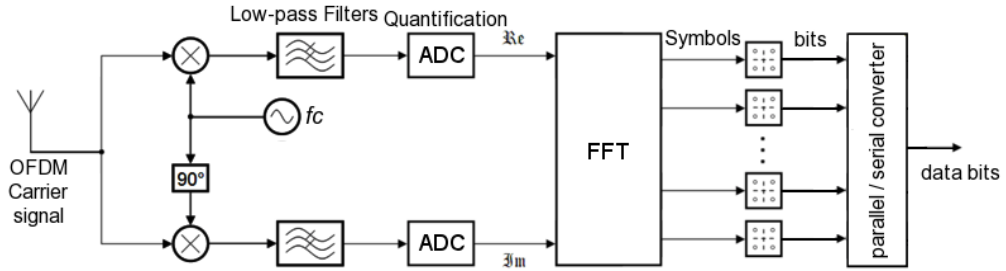 Low-pass Filters
Quantification
ADC
ℜe
Symbols
bits
fc
FFT
90°
OFDM
Carrier
signal
parallel / serial converter
data bits
ADC
ℑm